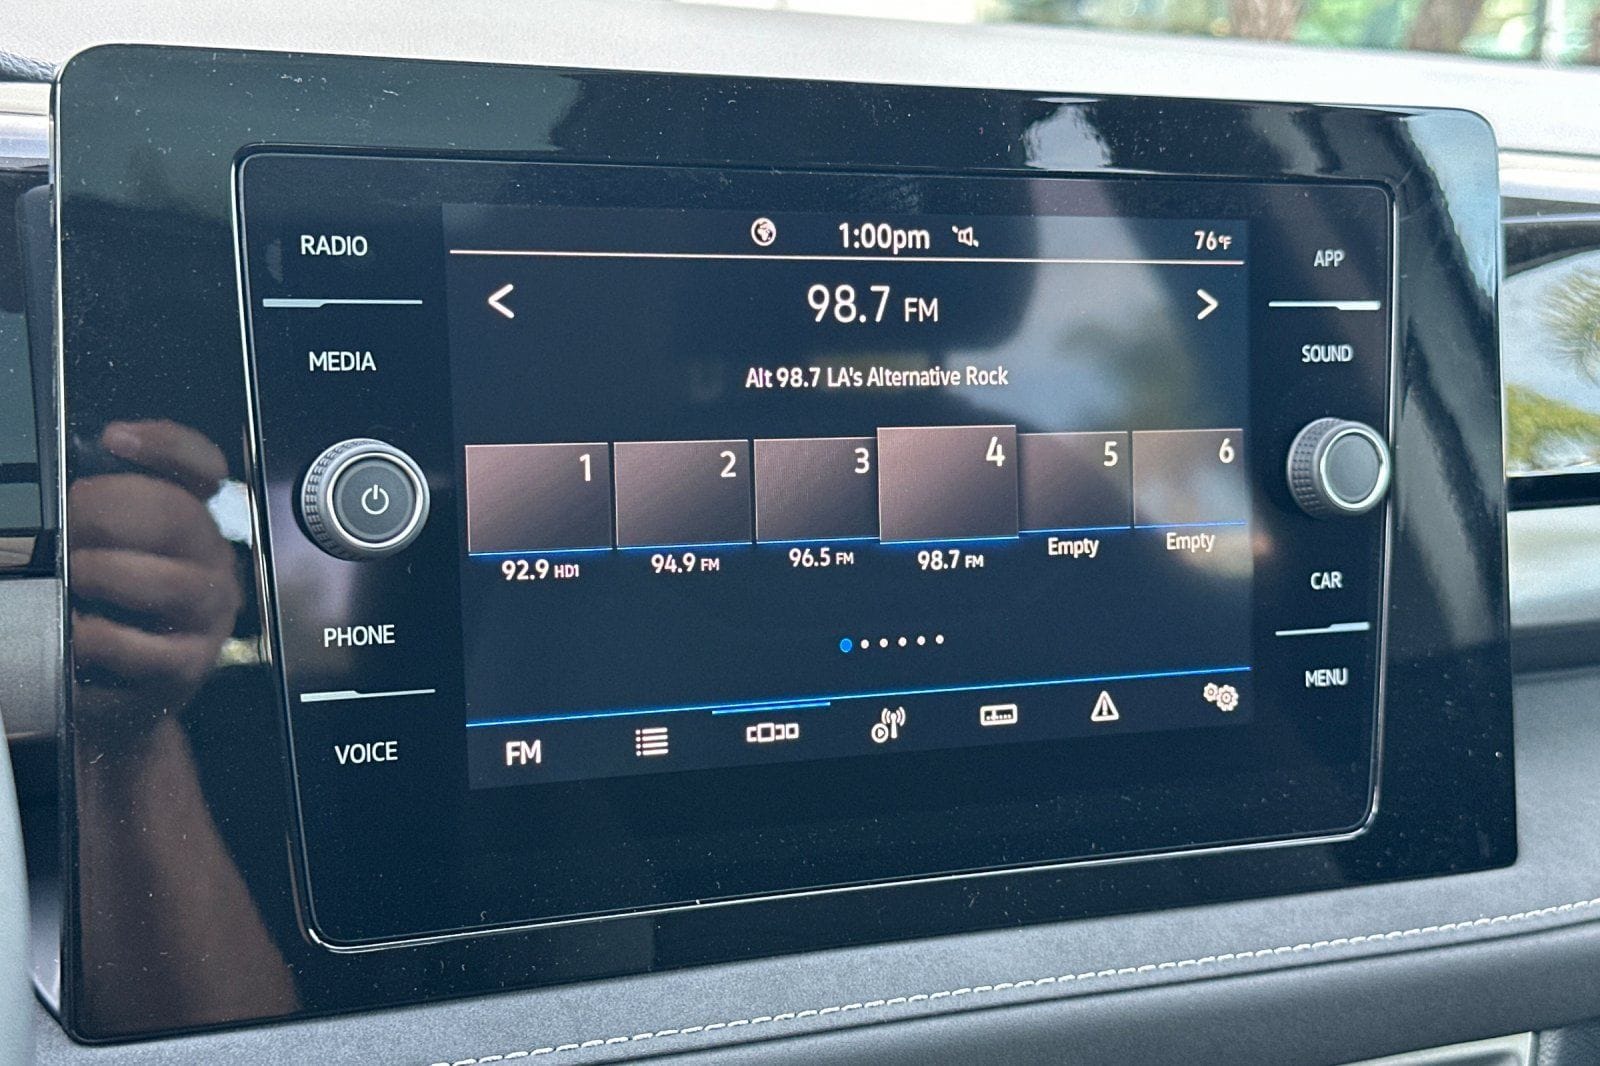 RADIO
MEDIA
PHONE
VOICE
1:00pm
76°F
98.7 FM
Alt 98.7 LA's Alternative Rock
1
2
3
4
5
6
92.9 HD1
94.9 FM
96.5 FM
98.7 FM
Empty
Empty
FM
APP
SOUND
CAR
MENU